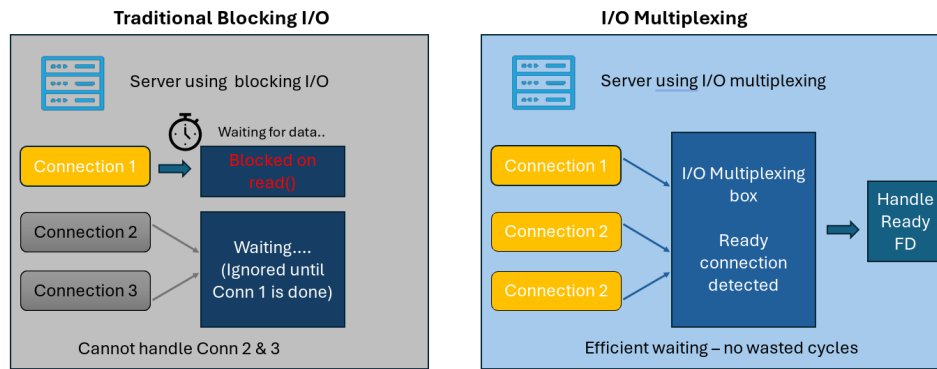 Traditional Blocking I/O
Server using blocking I/O
Waiting for data..
Connection 1
Blocked on
read()
Connection 2
Connection 3
Waiting....
(Ignored until
Conn 1 is done)
Cannot handle Conn 2 & 3
I/O Multiplexing
Server using I/O multiplexing
Connection 1
Connection 2
Connection 2
I/O Multiplexing
box
Ready
connection
detected
Handle
Ready
FD
Efficient waiting – no wasted cycles